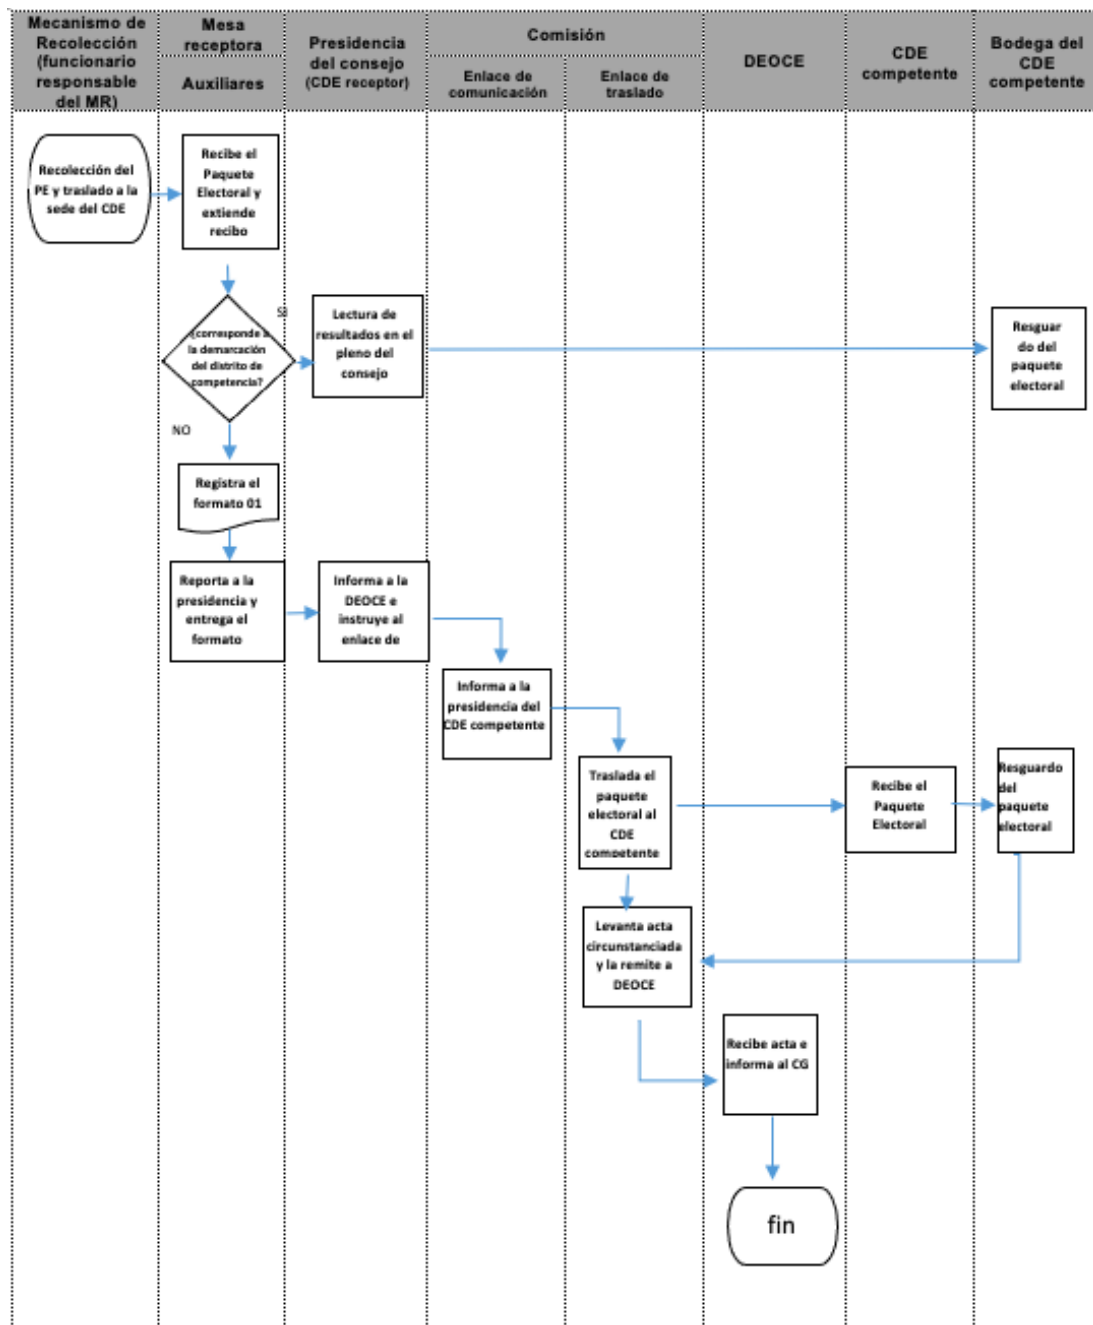 Mecanismo de
Recolección
(funcionario
responsable
del MR)
Mesa
receptora
Auxiliares
Presidencia
del consejo
(CDE receptor)
Comisión
Enlace de
comunicación
Enlace de
traslado
DEOCE
CDE
competente
Bodega del
CDE
competente
Recolección del
PE y traslado a la
sede del CDE
Recibe el
Paquete
Electoral y
extiende
recibo
¿corresponde a
la demarcación
del distrito de
competencia?
SI
Lectura de
resultados en el
pleno del
consejo
Resguar
do del
paquete
electoral
NO
Registra el
formato 01
Reporta a la
presidencia y
entrega el
formato
Informa a la
DEOCE e
instruye al
enlace de
Informa a la
presidencia del
CDE competente
Traslada el
paquete
electoral al
CDE
competente
Recibe el
Paquete
Electoral
Resguardo
del
paquete
electoral
Levanta acta
circunstanciada
y la remite a
DEOCE
Recibe acta e
informa al CG
fin